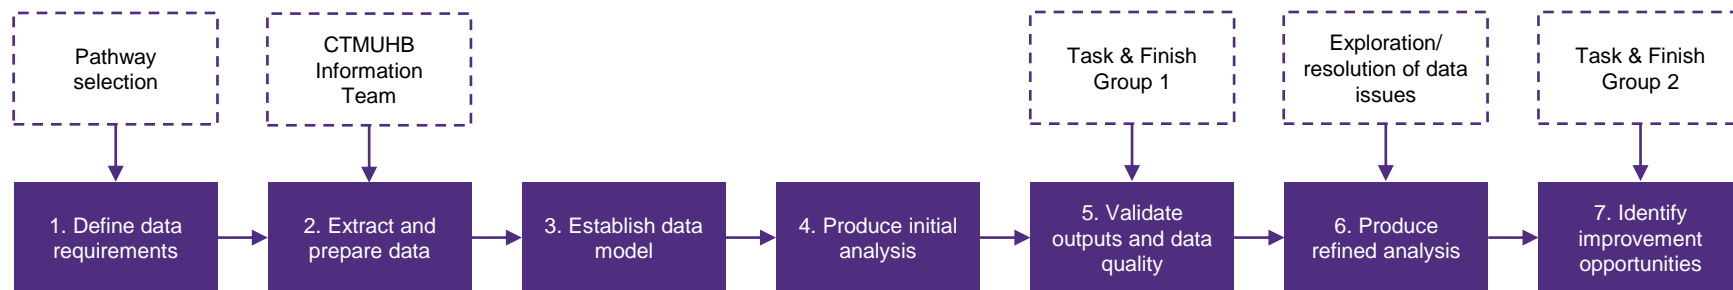 Pathway
selection
CTMUHB
Information
Team
Task & Finish
Group 1
Exploration/
resolution of data
issues
Task & Finish
Group 2
1. Define data
requirements
2. Extract and
prepare data
3. Establish data
model
4. Produce initial
analysis
5. Validate
outputs and data
quality
6. Produce
refined analysis
7. Identify
improvement
opportunities